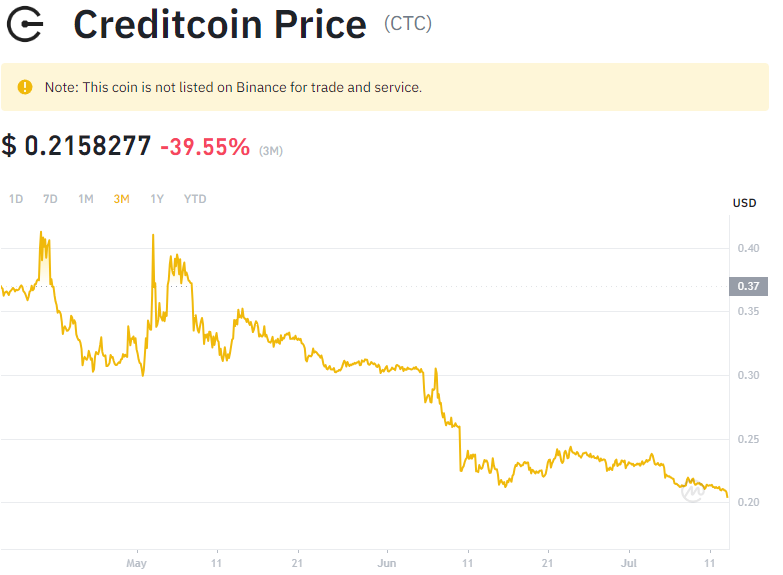 Creditcoin Price (CTC)
Note: This coin is not listed on Binance for trade and service.
$ 0.2158277 -39.55% (3M)
1D 7D 1M 3M 1Y YTD
USD
0.40
0.37
0.35
0.30
0.25
0.20
May 11 21 Jun 11 21 Jul 11